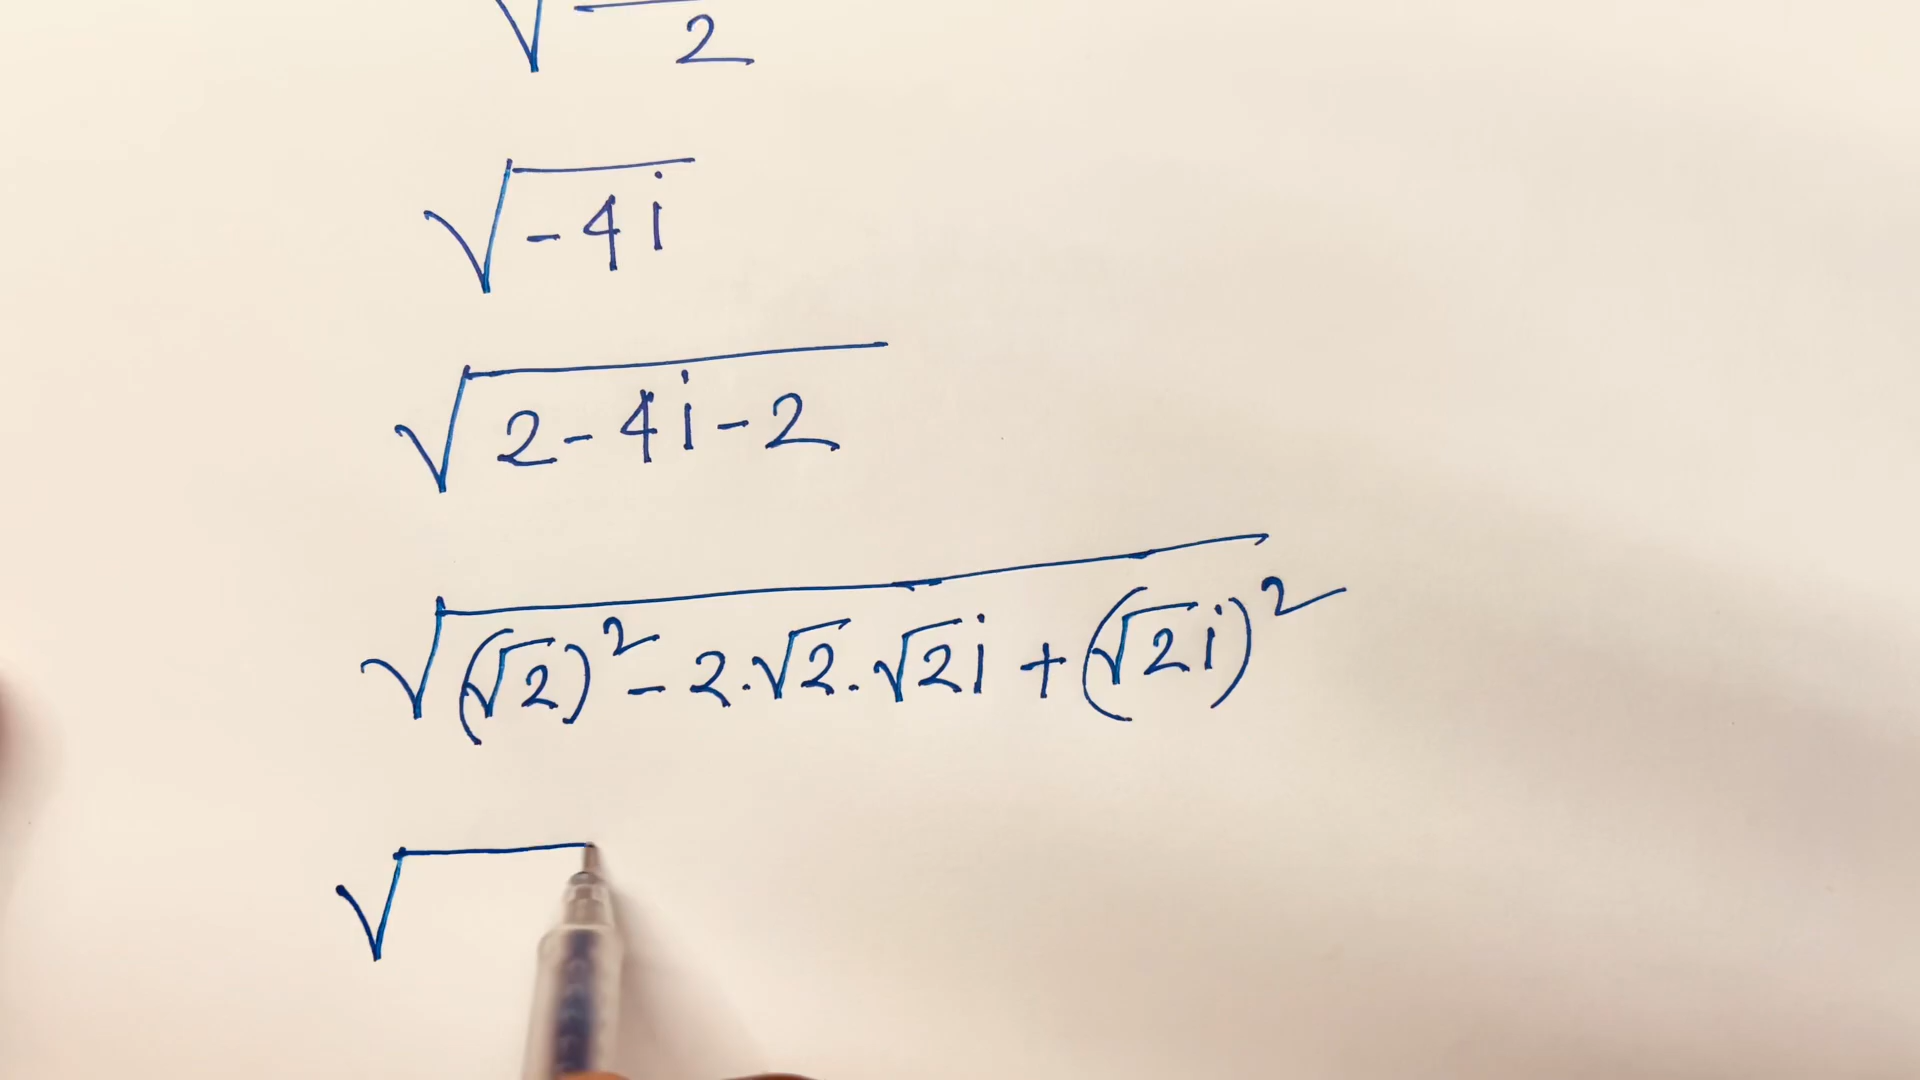 √ 2
√-4i
√2-4i-2
√(√2)² - 2.√2.√2i + (√2i)²
√